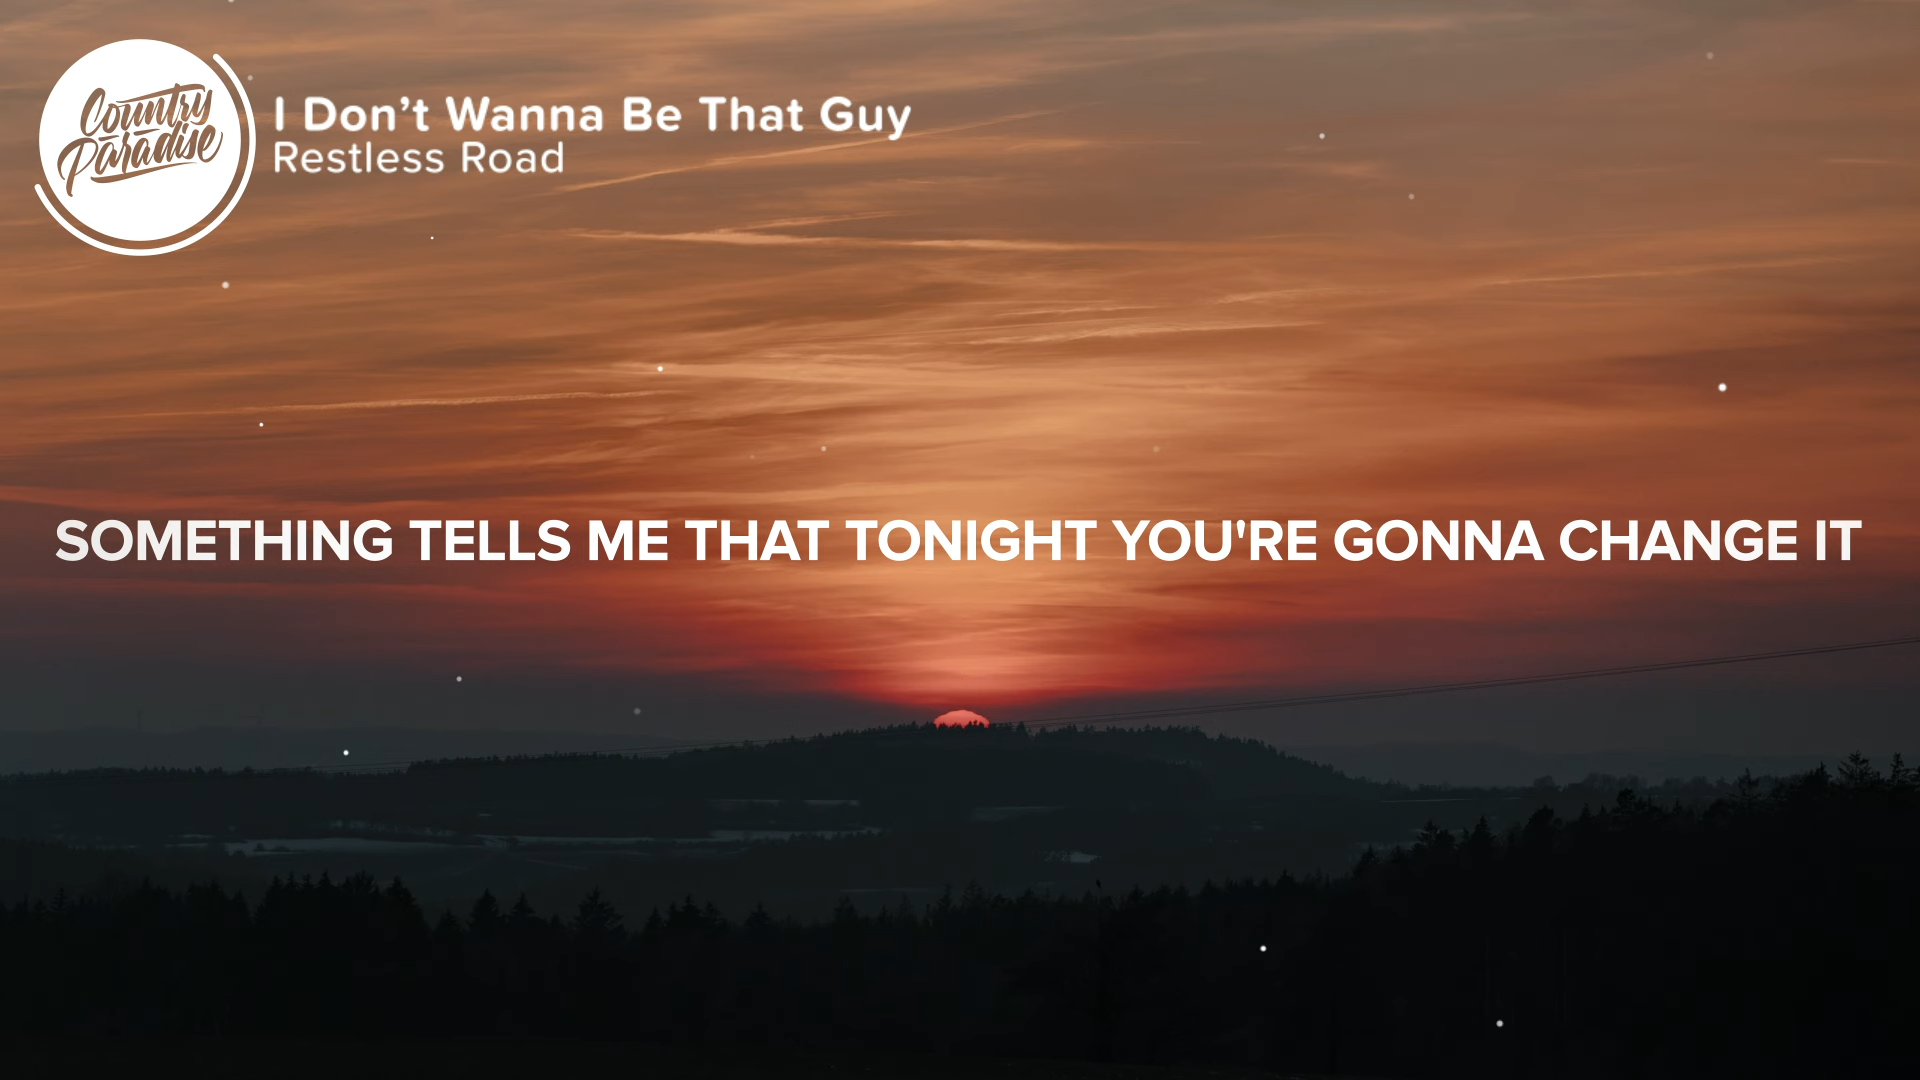 Country
Paradise
I Don’t Wanna Be That Guy
Restless Road
SOMETHING TELLS ME THAT TONIGHT YOU'RE GONNA CHANGE IT